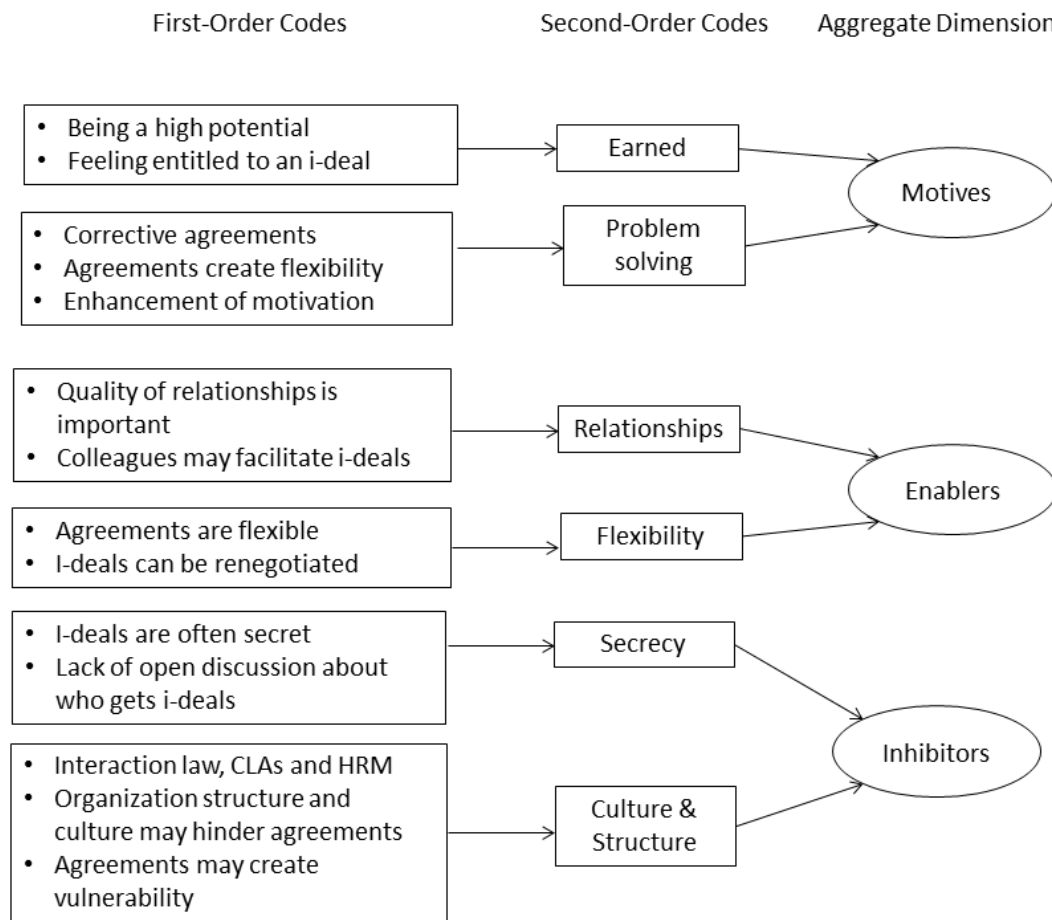 First-Order Codes
Second-Order Codes
Aggregate Dimension
• Being a high potential
• Feeling entitled to an i-deal
Earned
Motives
• Corrective agreements
• Agreements create flexibility
• Enhancement of motivation
Problem
solving
• Quality of relationships is
important
• Colleagues may facilitate i-deals
Relationships
Enablers
• Agreements are flexible
• I-deals can be renegotiated
Flexibility
• I-deals are often secret
• Lack of open discussion about
who gets i-deals
Secrecy
Inhibitors
• Interaction law, CLAs and HRM
• Organization structure and
culture may hinder agreements
• Agreements may create
vulnerability
Culture &
Structure